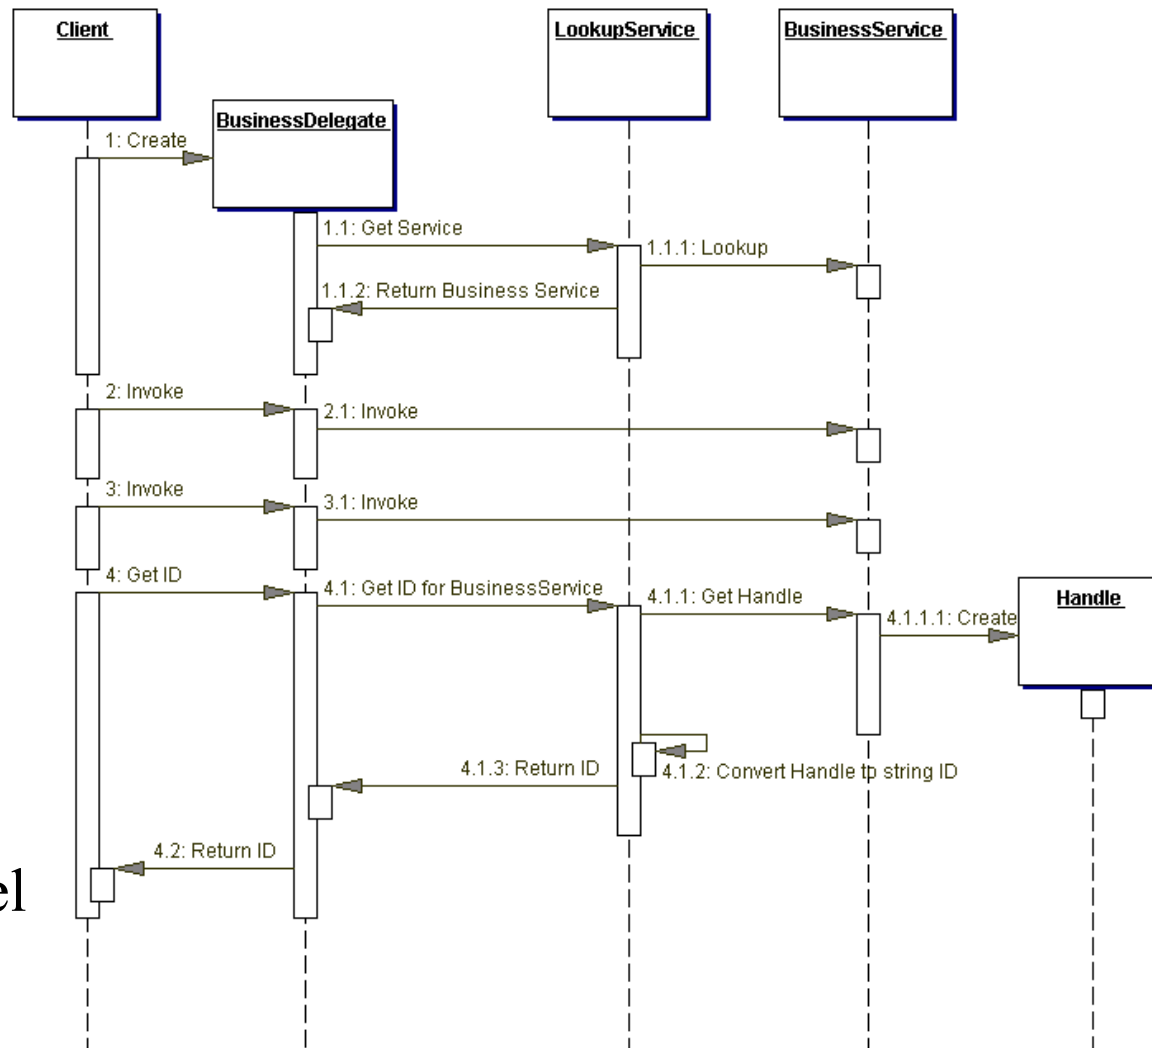 Client
LookupService
BusinessService
BusinessDelegate
1: Create
1.1: Get Service
1.1.1: Lookup
1.1.2: Return Business Service
2: Invoke
2.1: Invoke
3: Invoke
3.1: Invoke
4: Get ID
4.1: Get ID for BusinessService
4.1.1: Get Handle
Handle
4.1.1.1: Create
4.1.2: Convert Handle to string ID
4.1.3: Return ID
4.2: Return ID
el